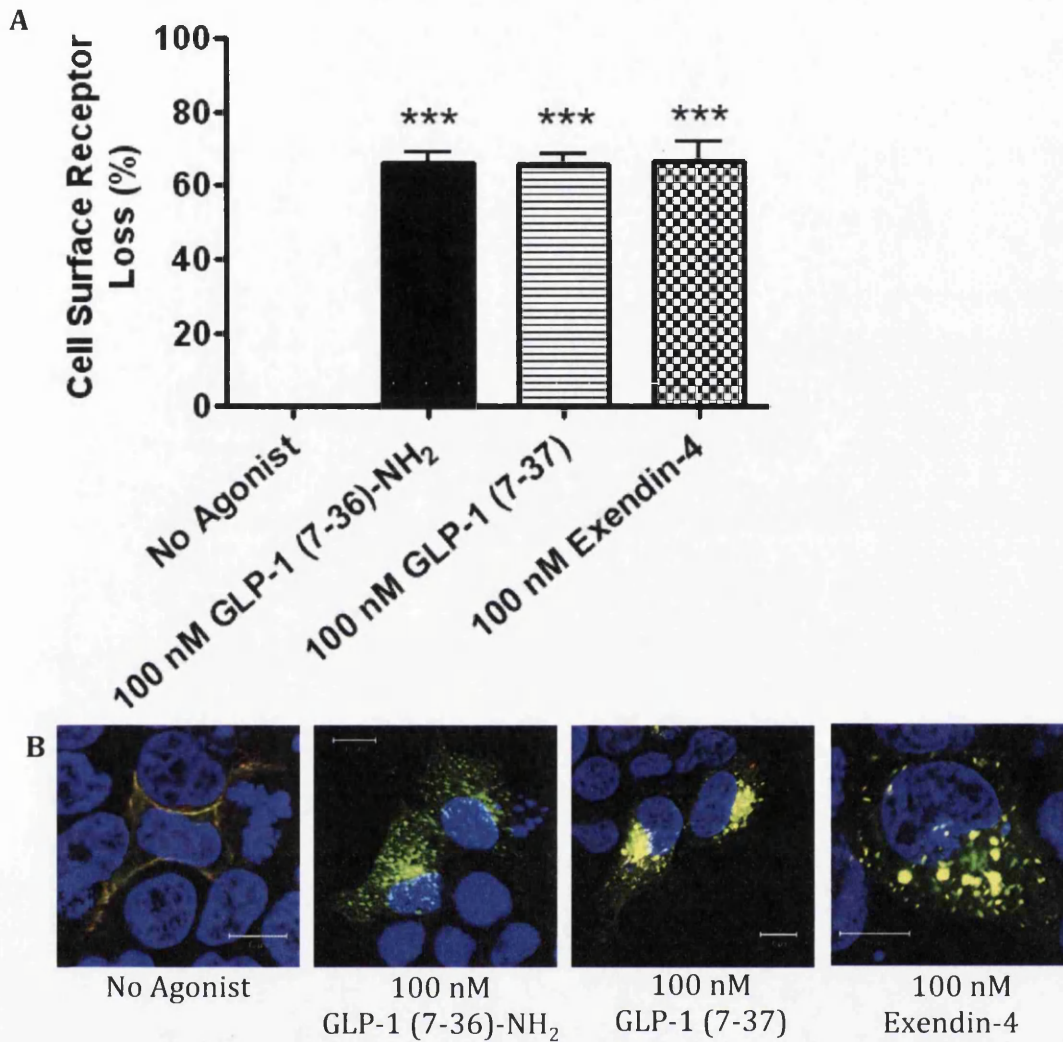 A
Cell Surface Receptor
Loss (%)
100
80
60
40
20
0
***
***
***
No Agonist
100 nM GLP-1 (7-36)-NH₂
100 nM GLP-1 (7-37)
100 nM Exendin-4
B
No Agonist
100 nM
GLP-1 (7-36)-NH₂
100 nM
GLP-1 (7-37)
100 nM
Exendin-4